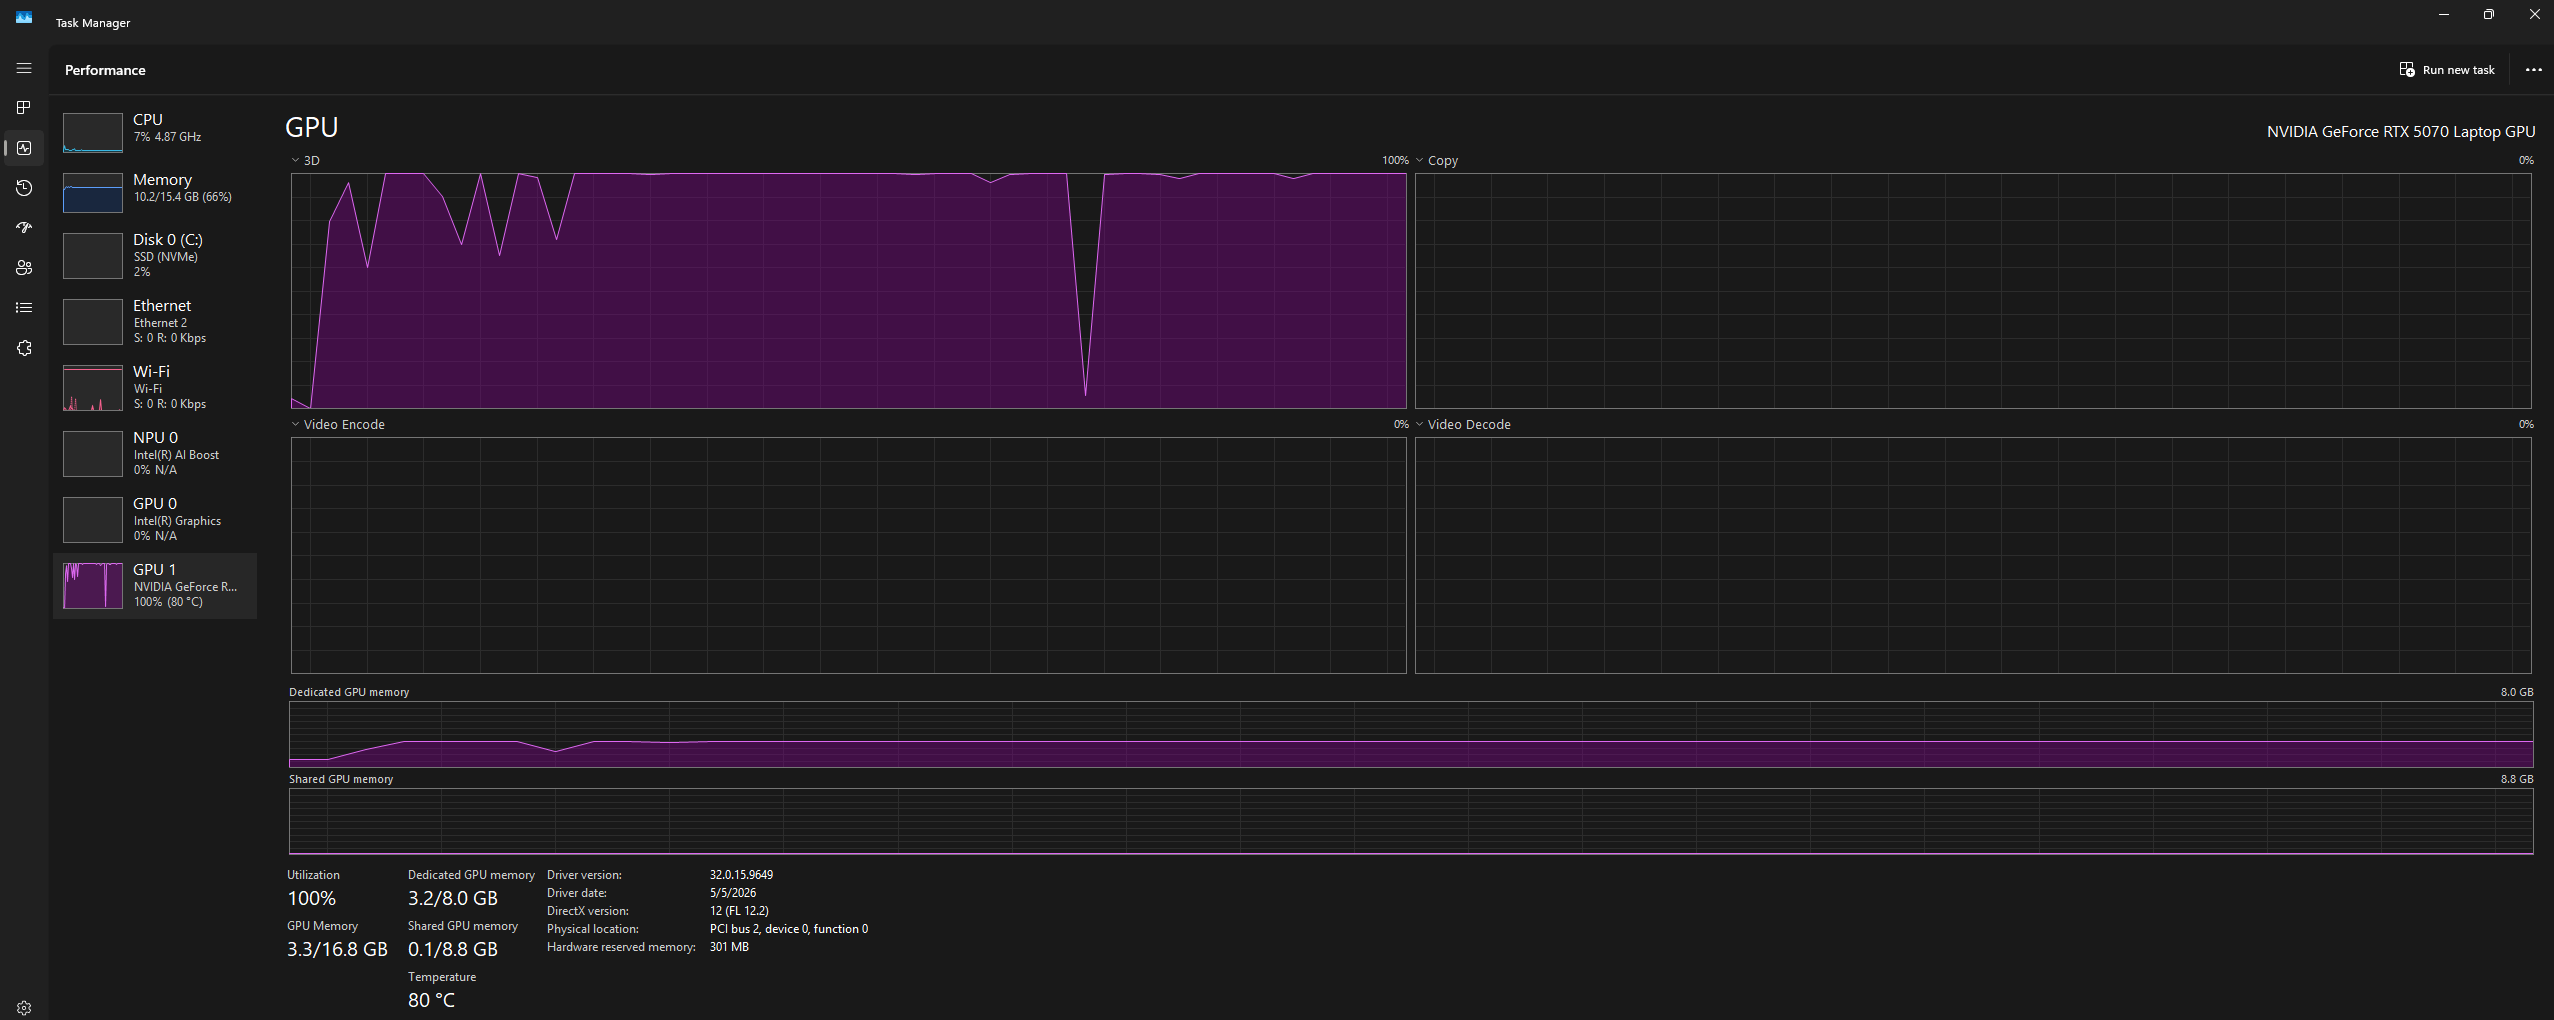 Task Manager
Performance
Run new task
CPU
7% 4.87 GHz
Memory
10.2/15.4 GB (66%)
Disk 0 (C:)
SSD (NVMe)
2%
Ethernet
Ethernet 2
S: 0 R: 0 Kbps
Wi-Fi
Wi-Fi
S: 0 R: 0 Kbps
NPU 0
Intel(R) AI Boost
0% N/A
GPU 0
Intel(R) Graphics
0% N/A
GPU 1
NVIDIA GeForce R...
100% (80 °C)
GPU
NVIDIA GeForce RTX 5070 Laptop GPU
3D 100%
Copy 0%
Video Encode 0%
Video Decode 0%
Dedicated GPU memory 8.0 GB
Shared GPU memory 8.8 GB
Utilization
100%
Dedicated GPU memory
3.2/8.0 GB
GPU Memory
3.3/16.8 GB
Shared GPU memory
0.1/8.8 GB
Temperature
80 °C
Driver version: 32.0.15.9649
Driver date: 5/5/2026
DirectX version: 12 (FL 12.2)
Physical location: PCI bus 2, device 0, function 0
Hardware reserved memory: 301 MB